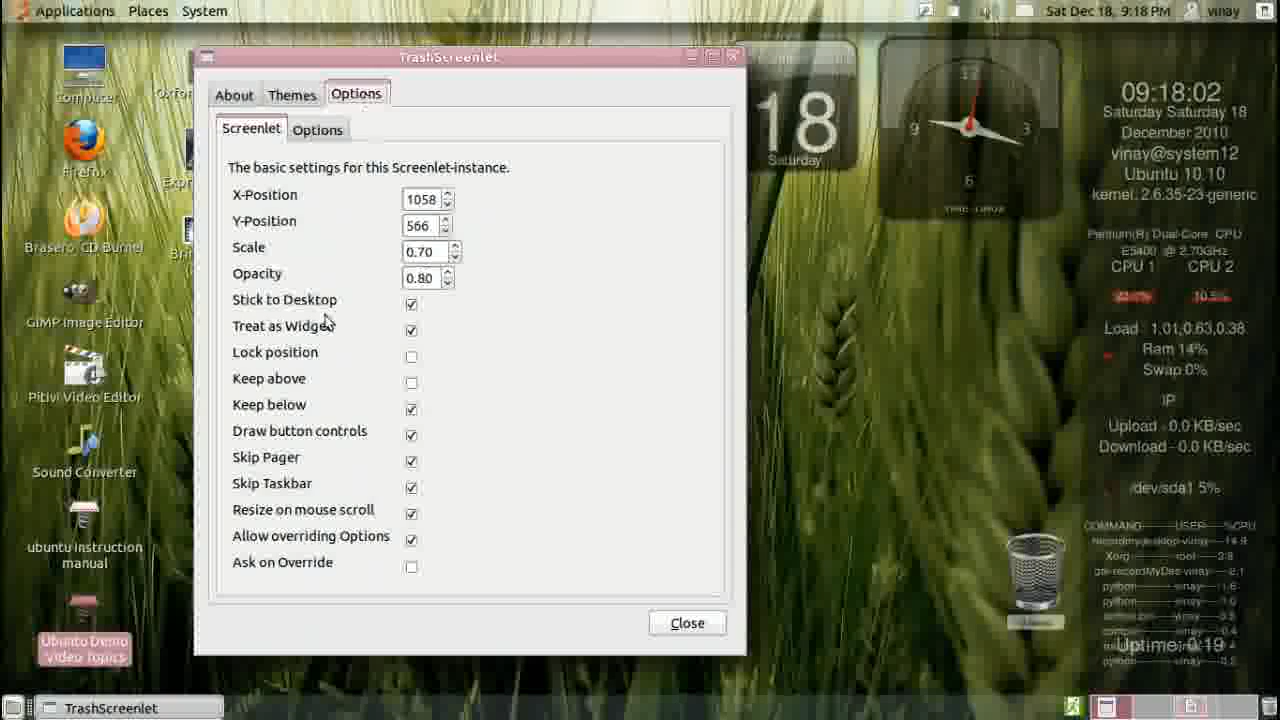 Applications Places System
Sat Dec 18, 9:18 PM
vinay
TrashScreenlet
About Themes Options
Screenlet Options
The basic settings for this Screenlet-instance.
X-Position 1058
Y-Position 566
Scale 0.70
Opacity 0.80
Stick to Desktop
Treat as Widget
Lock position
Keep above
Keep below
Draw button controls
Skip Pager
Skip Taskbar
Resize on mouse scroll
Allow overriding Options
Ask on Override
Close
Computer
Firefox
Brasero CD Burner
GIMP Image Editor
Pitivi Video Editor
Sound Converter
ubuntu instruction
manual
Ubunto Demo
Video Topics
18
Saturday
12
9 3
6
09:18:02
Saturday Saturday 18
December 2010
vinay@system12
Ubuntu 10.10
kernel: 2.6.35-23-generic
Pentium(R) Dual-Core CPU
E5400 @ 2.70GHz
CPU 1 CPU 2
Load : 1.01,0.63,0.38
Ram 14%
Swap 0%
IP
Upload - 0.0 KB/sec
Download - 0.0 KB/sec
/dev/sda1 5%
COMMAND USER %CPU
Xorg root
python vinay
python vinay
Uptime: 0:19
TrashScreenlet